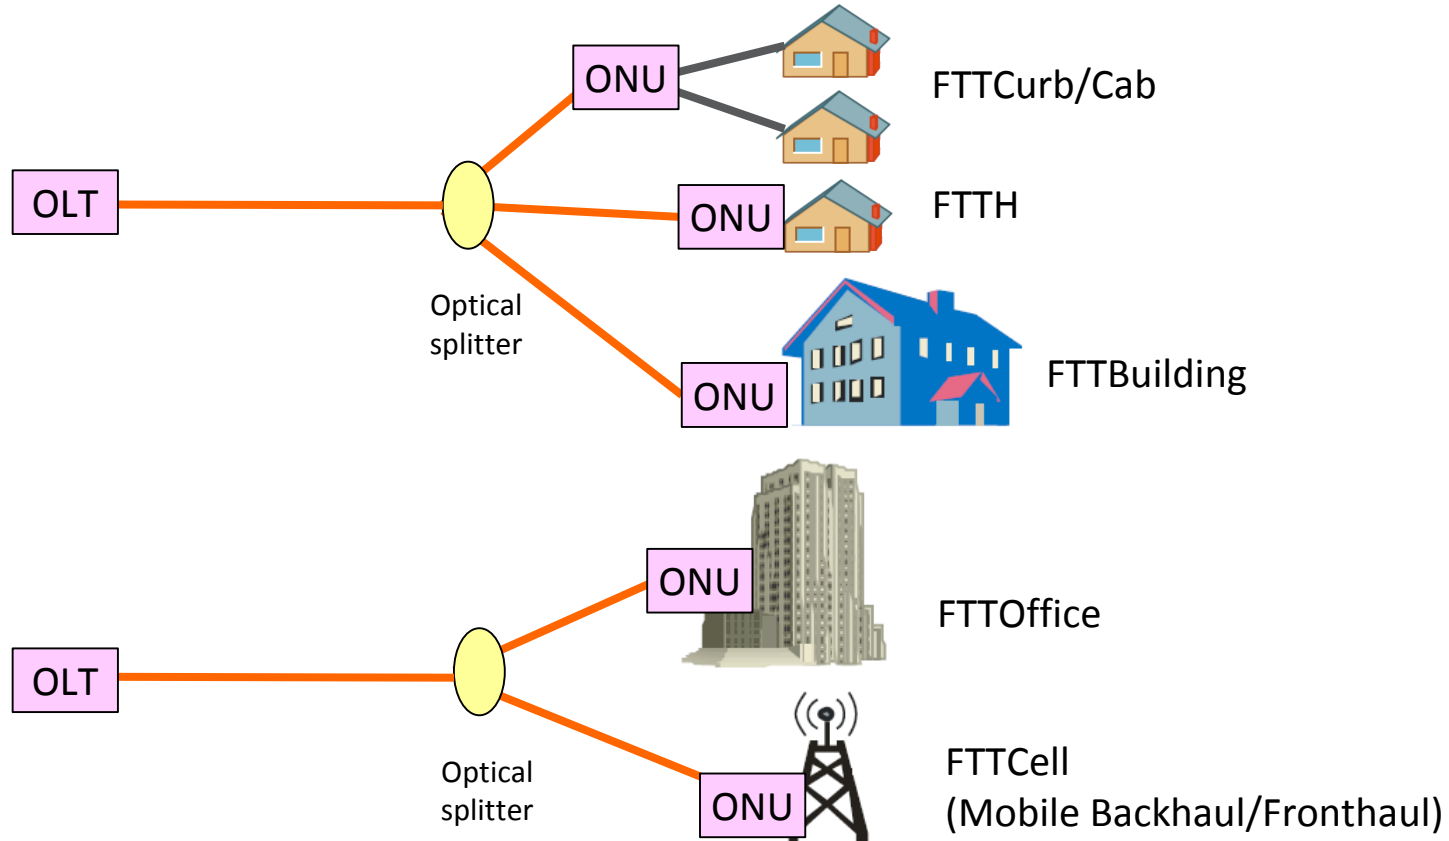 ONU
FTTCurb/Cab
OLT
ONU
FTTH
Optical
splitter
ONU
FTTBuilding
ONU
FTTOffice
OLT
Optical
splitter
ONU
FTTCell
(Mobile Backhaul/Fronthaul)